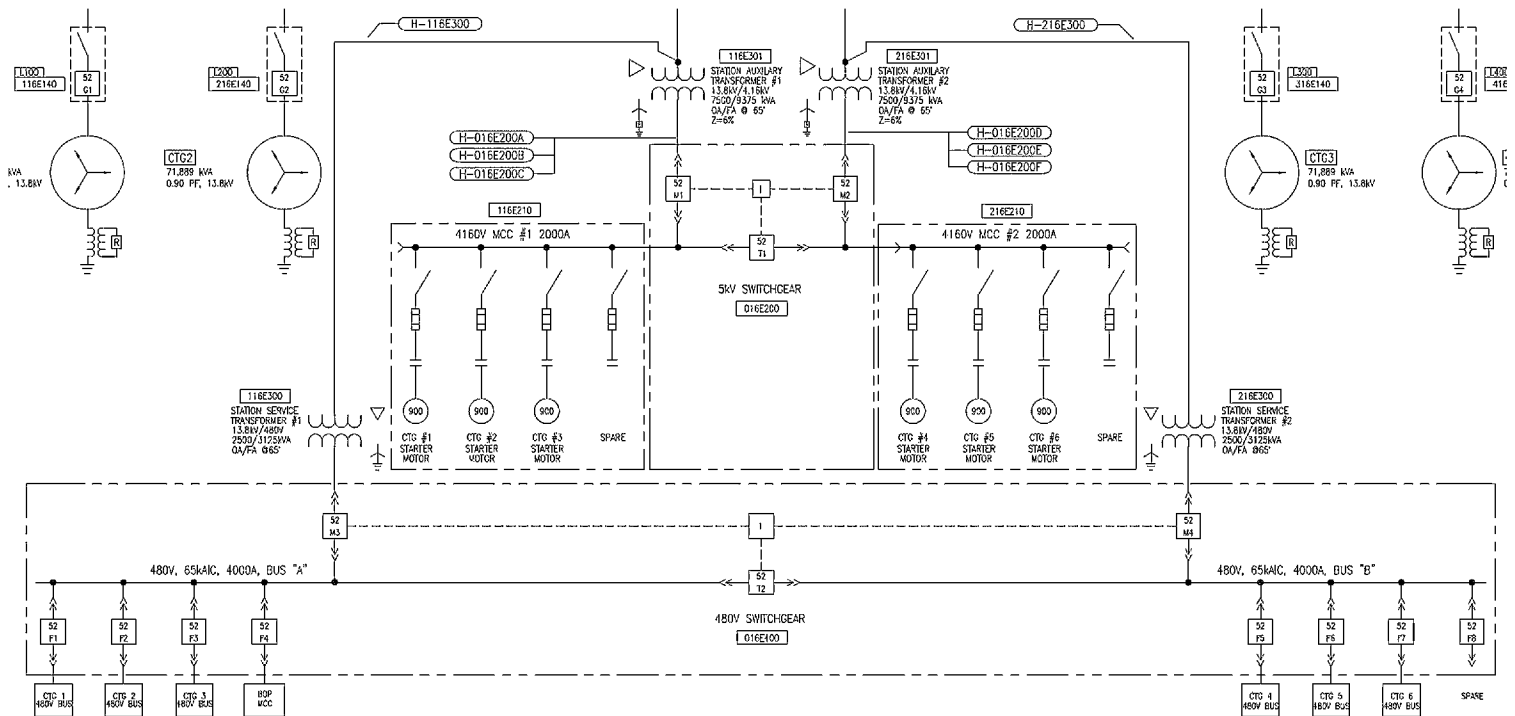 H-116E300
H-216E300
L100
116E140
52
G1
L200
216E140
52
G2
116E301
STATION AUXILARY
TRANSFORMER #1
13.8kV/4.16kV
7500/9375 kVA
OA/FA @ 65'
Z=6%
216E301
STATION AUXILARY
TRANSFORMER #2
13.8kV/4.16kV
7500/9375 kVA
OA/FA @ 65'
Z=6%
L300
316E140
52
G3
52
G4
kVA
, 13.8kV
CTG2
71,889 kVA
0.90 PF, 13.8kV
CTG3
71,889 kVA
0.90 PF, 13.8kV
R
R
R
R
H-016E200A
H-016E200B
H-016E200C
H-016E200D
H-016E200E
H-016E200F
52
M1
1
52
M2
116E210
4160V MCC #1 2000A
216E210
4160V MCC #2 2000A
52
T1
5kV SWITCHGEAR
016E200
900
CTG #1
STARTER
MOTOR
900
CTG #2
STARTER
MOTOR
900
CTG #3
STARTER
MOTOR
SPARE
900
CTG #4
STARTER
MOTOR
900
CTG #5
STARTER
MOTOR
900
CTG #6
STARTER
MOTOR
SPARE
116E300
STATION SERVICE
TRANSFORMER #1
13.8kV/480V
2500/3125kVA
OA/FA @65'
216E300
STATION SERVICE
TRANSFORMER #2
13.8kV/480V
2500/3125kVA
OA/FA @65'
52
M3
1
52
M4
480V, 65kAIC, 4000A, BUS "A"
52
T2
480V, 65kAIC, 4000A, BUS "B"
480V SWITCHGEAR
016E400
52
F1
52
F2
52
F3
52
F4
52
F5
52
F6
52
F7
52
F8
CTG 1
480V BUS
CTG 2
480V BUS
CTG 3
480V BUS
BOP
MCC
CTG 4
480V BUS
CTG 5
480V BUS
CTG 6
480V BUS
SPARE